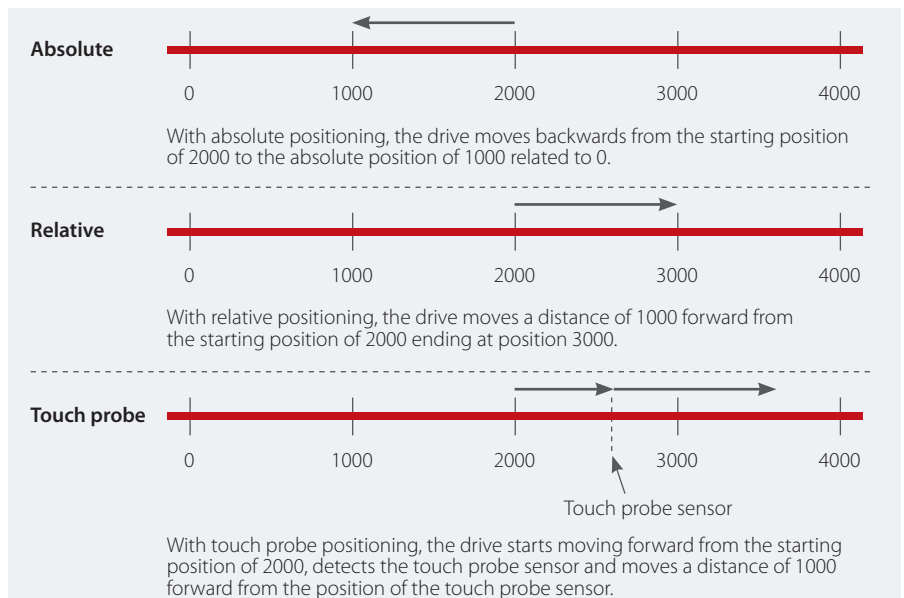 Absolute
0 1000 2000 3000 4000
With absolute positioning, the drive moves backwards from the starting position
of 2000 to the absolute position of 1000 related to 0.
Relative
0 1000 2000 3000 4000
With relative positioning, the drive moves a distance of 1000 forward from
the starting position of 2000 ending at position 3000.
Touch probe
0 1000 2000 3000 4000
Touch probe sensor
With touch probe positioning, the drive starts moving forward from the starting
position of 2000, detects the touch probe sensor and moves a distance of 1000
forward from the position of the touch probe sensor.